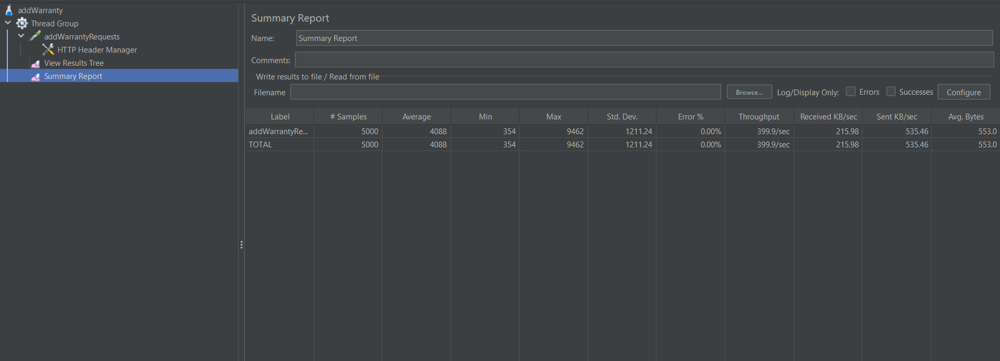 addWarranty
Thread Group
addWarrantyRequests
HTTP Header Manager
View Results Tree
Summary Report
Summary Report
Name: Summary Report
Comments:
Write results to file / Read from file
Filename Browse... Log/Display Only: Errors Successes Configure
Label # Samples Average Min Max Std. Dev. Error % Throughput Received KB/sec Sent KB/sec Avg. Bytes
addWarrantyRe... 5000 4088 354 9462 1211.24 0.00% 399.9/sec 215.98 535.46 553.0
TOTAL 5000 4088 354 9462 1211.24 0.00% 399.9/sec 215.98 535.46 553.0